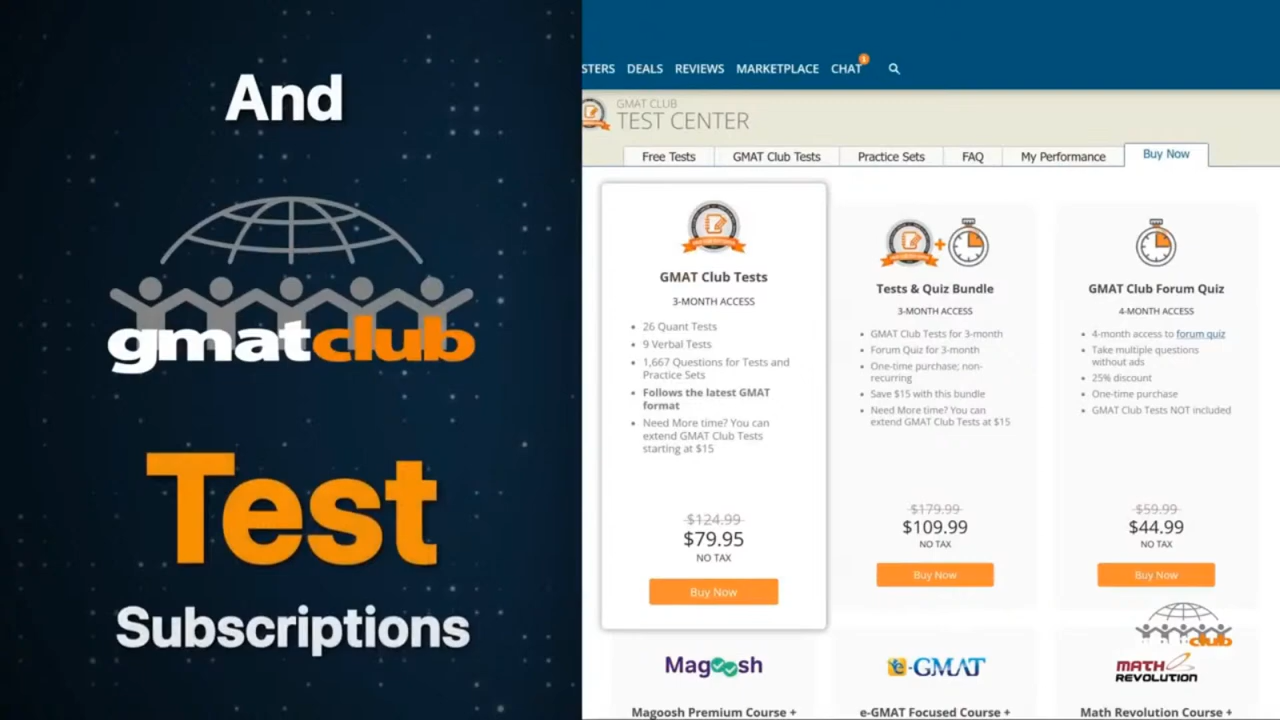 And
gmatclub
Test
Subscriptions
STERS DEALS REVIEWS MARKETPLACE CHAT 1
GMAT CLUB
TEST CENTER
Free Tests GMAT Club Tests Practice Sets FAQ My Performance Buy Now
GMAT Club Tests
3-MONTH ACCESS
• 26 Quant Tests
• 9 Verbal Tests
• 1,667 Questions for Tests and
Practice Sets
• Follows the latest GMAT
format
• Need More time? You can
extend GMAT Club Tests
starting at $15
$124.99
$79.95
NO TAX
Buy Now
Tests & Quiz Bundle
3-MONTH ACCESS
• GMAT Club Tests for 3-month
• Forum Quiz for 3-month
• One-time purchase; non-
recurring
• Save $15 with this bundle
• Need More time? You can
extend GMAT Club Tests at $15
$179.99
$109.99
NO TAX
Buy Now
GMAT Club Forum Quiz
4-MONTH ACCESS
• 4-month access to forum quiz
• Take multiple questions
without ads
• 25% discount
• One-time purchase
• GMAT Club Tests NOT included
$59.99
$44.99
NO TAX
Buy Now
Magoosh
Magoosh Premium Course +
e-GMAT
e-GMAT Focused Course +
club
MATH
REVOLUTION
Math Revolution Course +